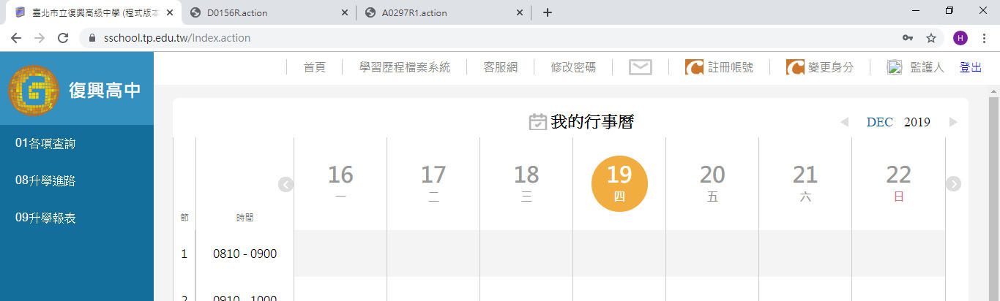 臺北市立復興高級中學 (程式版本
D0156R.action
A0297R1.action
sschool.tp.edu.tw/Index.action
H
G 復興高中
首頁
學習歷程檔案系統
客服網
修改密碼
註冊帳號
變更身分
監護人
登出
01各項查詢
08升學進路
09升學報表
我的行事曆
DEC 2019
16 17 18 19 20 21 22
一 二 三 四 五 六 日
節 時間
1 0810 - 0900
2 0910 - 1000